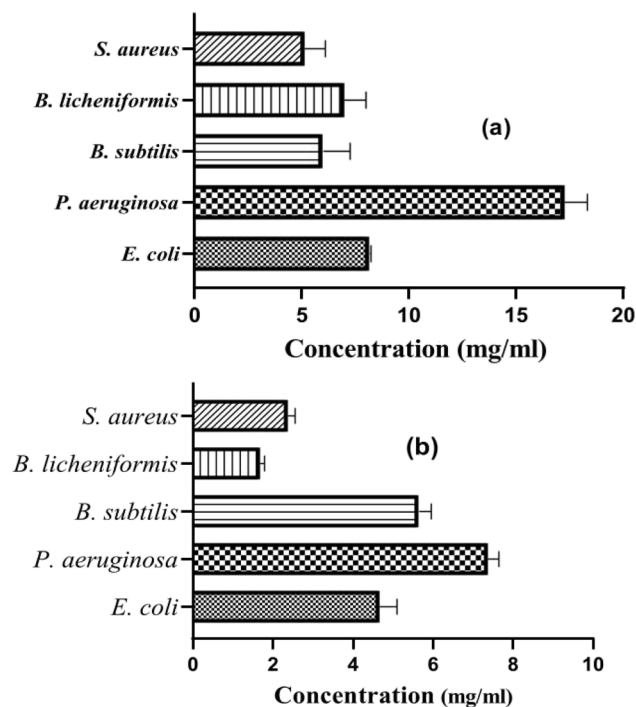 S. aureus
B. licheniformis
(a)
B. subtilis
P. aeruginosa
E. coli
0 5 10 15 20
Concentration (mg/ml)
S. aureus
(b)
B. licheniformis
B. subtilis
P. aeruginosa
E. coli
0 2 4 6 8 10
Concentration (mg/ml)